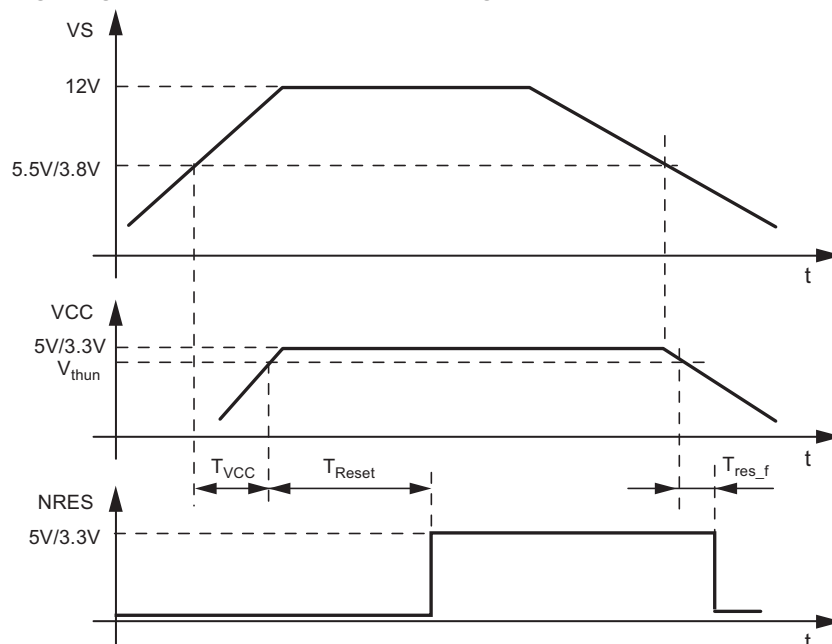 VS
12V
5.5V/3.8V
t
VCC
5V/3.3V
Vthun
t
TVCC
TReset
Tres_f
NRES
5V/3.3V
t